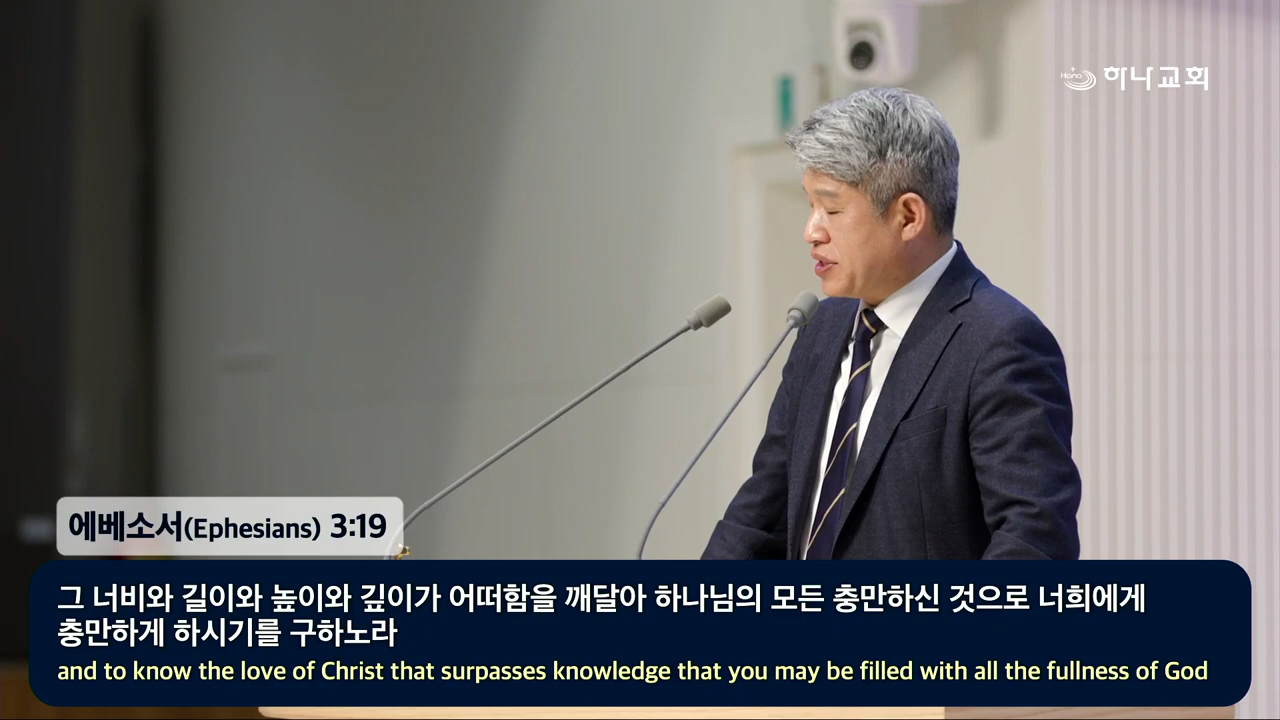 Hana 하나교회
에베소서(Ephesians) 3:19
그 너비와 길이와 높이와 깊이가 어떠함을 깨달아 하나님의 모든 충만하신 것으로 너희에게
충만하게 하시기를 구하노라
and to know the love of Christ that surpasses knowledge that you may be filled with all the fullness of God